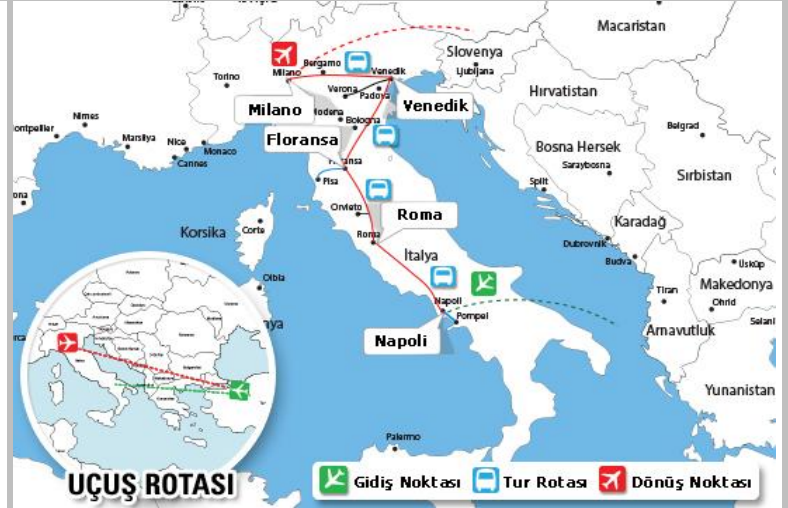 Macaristan
Slovenya
Ljubljana
Bergamo
Milano
Venedik
Torino
Verona
Padova
Hırvatistan
Milano
Venedik
Modena
Bologna
Nimes
Montpellier
Marsilya
Nice
Monaco
Cannes
Floransa
Belgrad
Bosna Hersek
Saraybosna
Sırbistan
Floransa
Pisa
Split
Orvieto
Roma
Karadağ
Korsika
Corte
Roma
Dubrovnik
Budva
İtalya
Üsküp
Olbia
Tiran
Makedonya
Ohrid
Napoli
Pompei
Napoli
Arnavutluk
Selani
Yunanistan
Palermo
UÇUŞ ROTASI
Gidiş Noktası
Tur Rotası
Dönüş Noktası